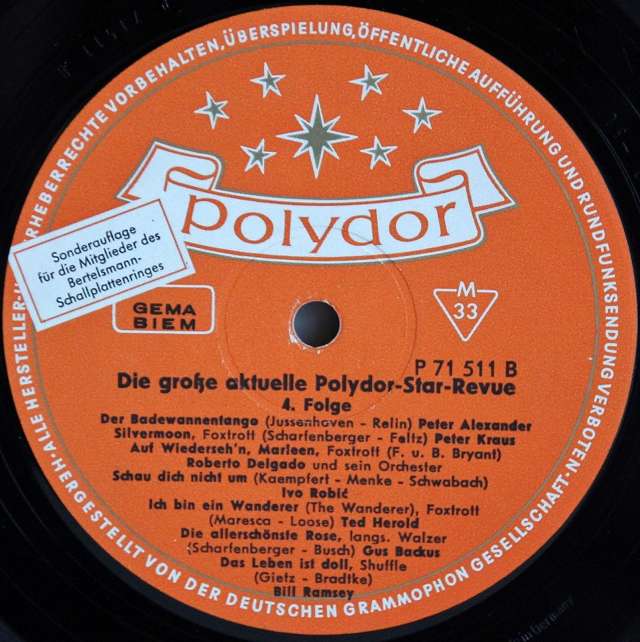 RHEBERRECHTE VORBEHALTEN, ÜBERSPIELUNG, ÖFFENTLICHE AUFFÜHRUNG UND RUNDFUNKSENDUNG VERBOTEN·
polydor
Sonderauflage
für die Mitglieder des
Bertelsmann-
Schallplattenringes
GEMA
BIEM
M
33
P 71 511 B
Die große aktuelle Polydor-Star-Revue
4. Folge
Der Badewannentango (Jussenhoven - Relin) Peter Alexander
Silvermoon, Foxtrott (Scharfenberger - Feltz) Peter Kraus
Auf Wiederseh'n, Marleen, Foxtrott (F. u. B. Bryant)
Roberto Delgado und sein Orchester
Schau dich nicht um (Kaempfert - Menke - Schwabach)
Ivo Robić
Ich bin ein Wanderer (The Wanderer), Foxtrott
(Maresca - Loose) Ted Herold
Die allerschönste Rose, langs. Walzer
(Scharfenberger - Busch) Gus Backus
Das Leben ist doll, Shuffle
(Gietz - Bradtke)
Bill Ramsey
ALLE HERSTELLER-
HERGESTELLT VON DER DEUTSCHEN GRAMMOPHON GESELLSCHAFT·
in Germany